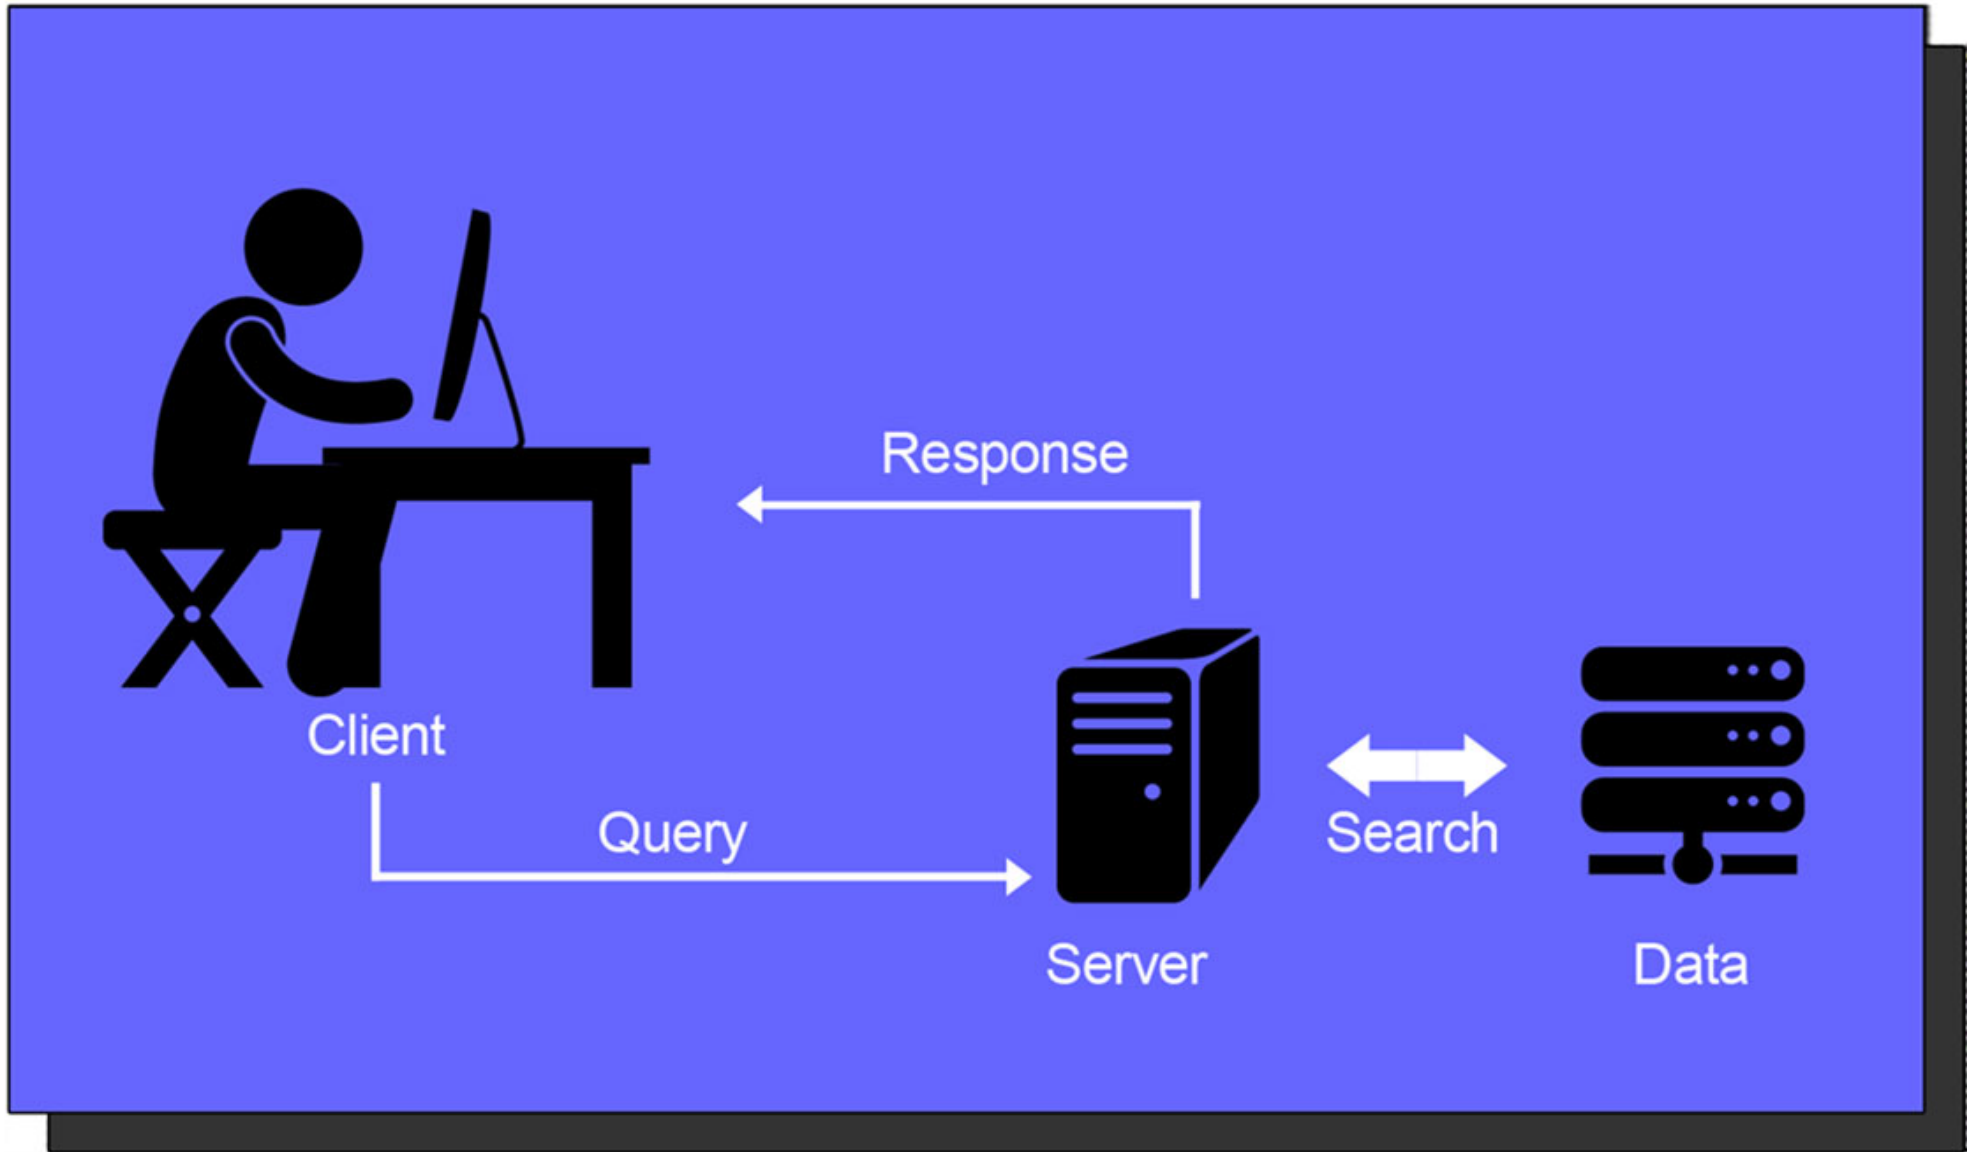 Response
Client
Query
Search
Server
Data